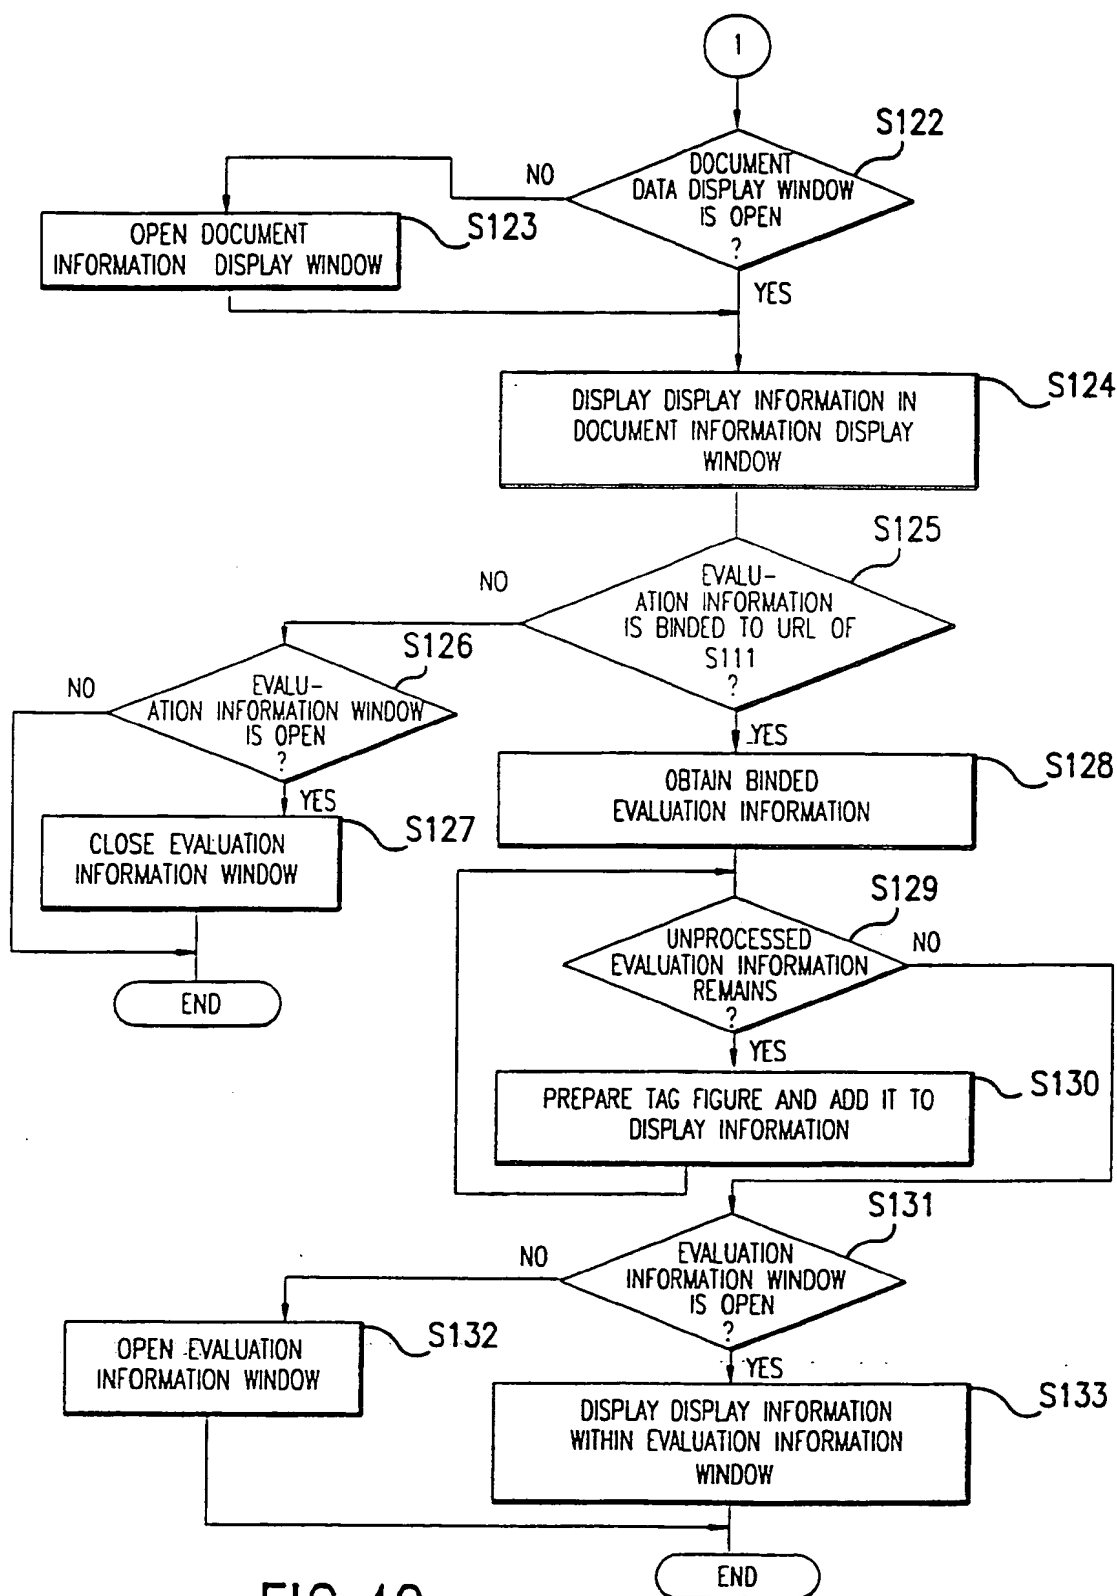 1
S122
DOCUMENT
DATA DISPLAY WINDOW
IS OPEN
?
NO
YES
S123
OPEN DOCUMENT
INFORMATION DISPLAY WINDOW
S124
DISPLAY DISPLAY INFORMATION IN
DOCUMENT INFORMATION DISPLAY
WINDOW
S125
EVALU-
ATION INFORMATION
IS BINDED TO URL OF
S111
?
NO
YES
S126
EVALU-
ATION INFORMATION WINDOW
IS OPEN
?
NO
YES
S127
CLOSE EVALUATION
INFORMATION WINDOW
END
S128
OBTAIN BINDED
EVALUATION INFORMATION
S129
UNPROCESSED
EVALUATION INFORMATION
REMAINS
?
NO
YES
S130
PREPARE TAG FIGURE AND ADD IT TO
DISPLAY INFORMATION
S131
EVALUATION
INFORMATION WINDOW
IS OPEN
?
NO
YES
S132
OPEN EVALUATION
INFORMATION WINDOW
S133
DISPLAY DISPLAY INFORMATION
WITHIN EVALUATION INFORMATION
WINDOW
END